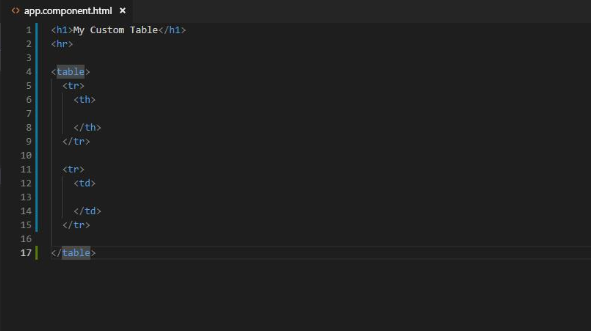 <> app.component.html ×
1 <h1>My Custom Table</h1>
2 <hr>
3
4 <table>
5   <tr>
6     <th>
7
8     </th>
9   </tr>
10
11   <tr>
12     <td>
13
14     </td>
15   </tr>
16
17 </table>